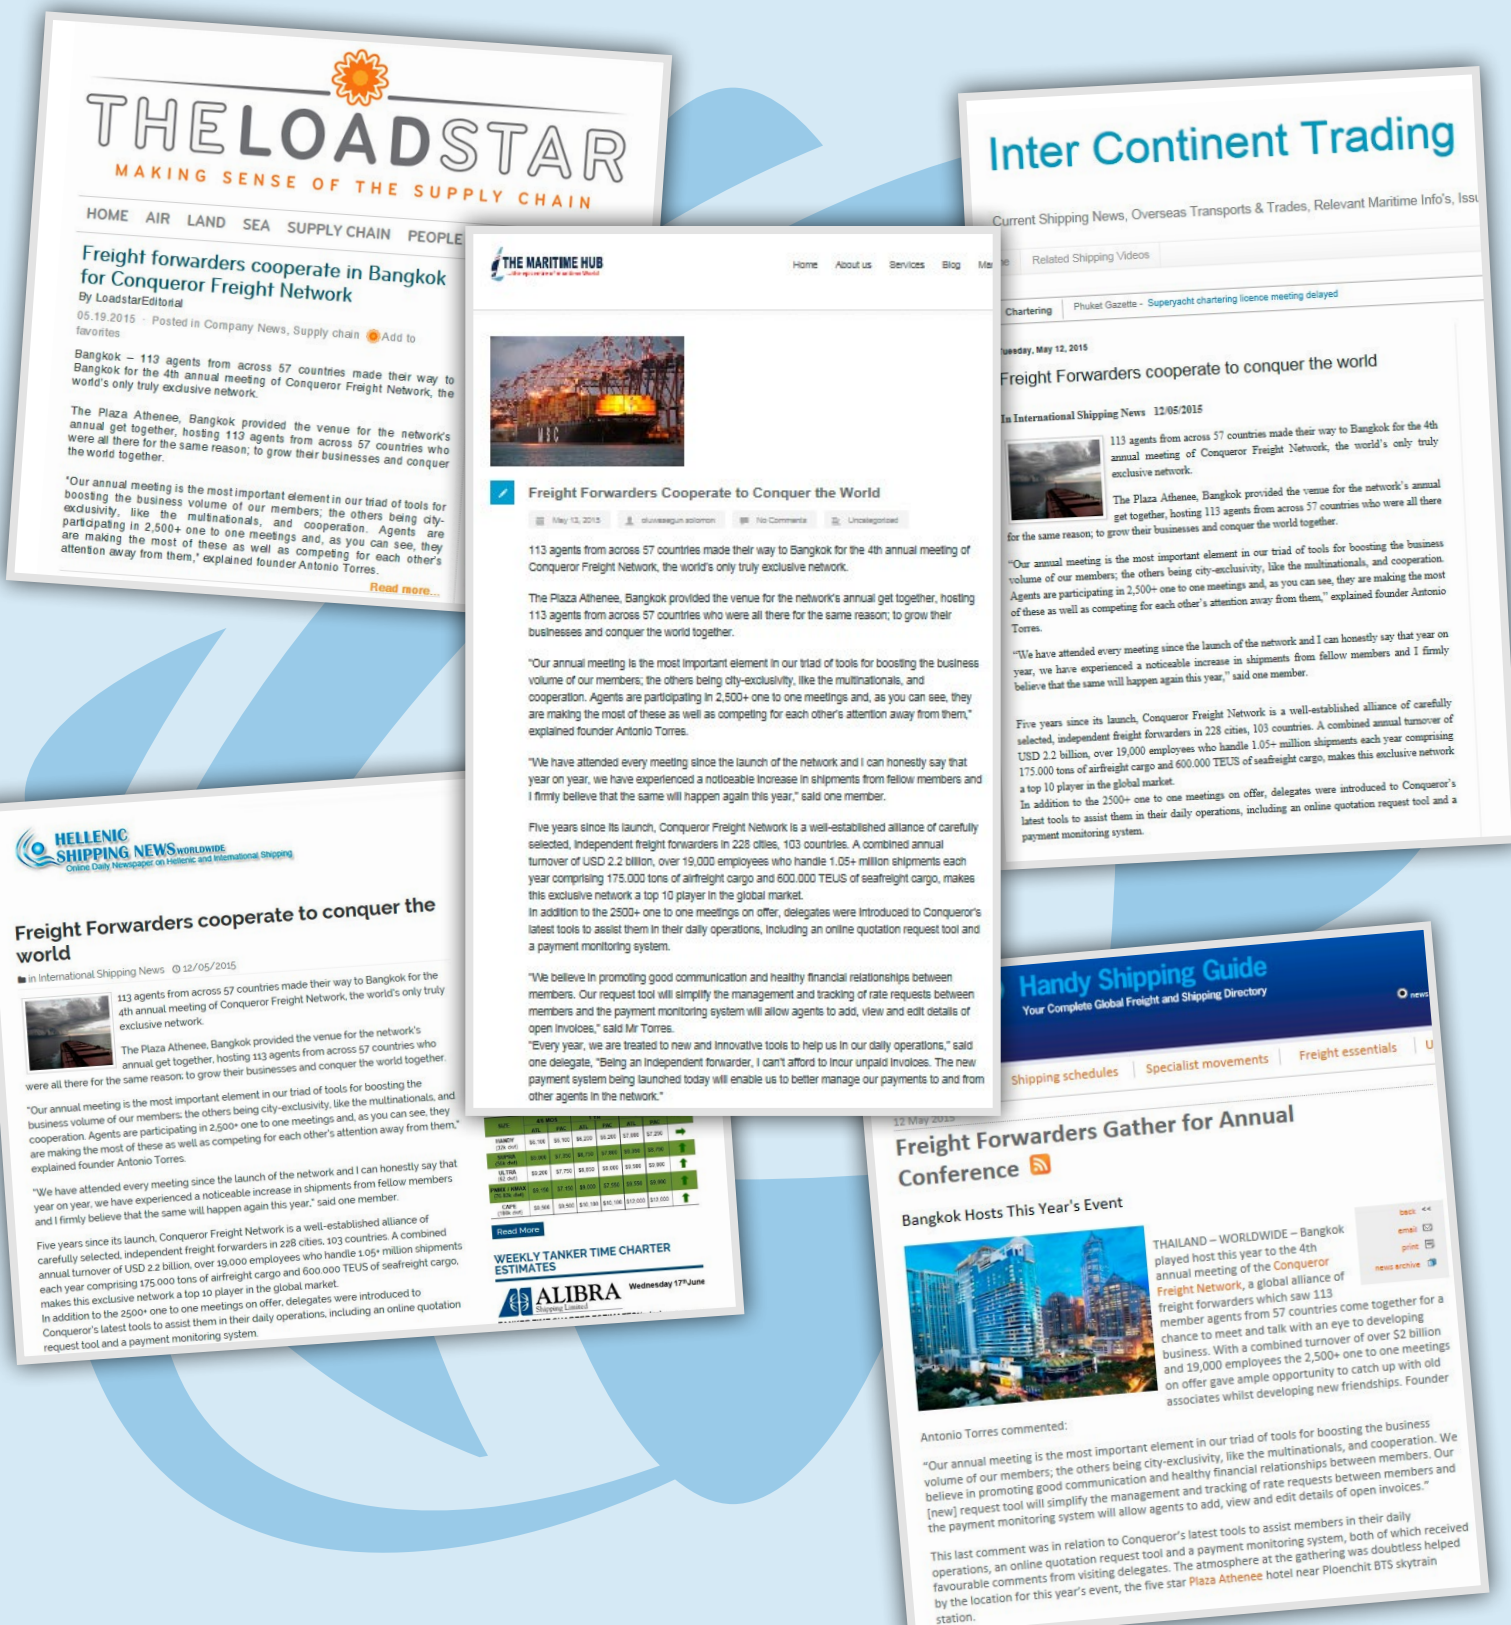 THELOADSTAR
MAKING SENSE OF THE SUPPLY CHAIN
HOME AIR LAND SEA SUPPLY CHAIN PEOPLE
Freight forwarders cooperate in Bangkok
for Conqueror Freight Network
By LoadstarEditorial
05.19.2015 - Posted in Company News, Supply chain Add to
favorites
Bangkok – 113 agents from across 57 countries made their way to
Bangkok for the 4th annual meeting of Conqueror Freight Network, the
world's only truly exclusive network.
The Plaza Athenee, Bangkok provided the venue for the network's
annual get together, hosting 113 agents from across 57 countries who
were all there for the same reason; to grow their businesses and conquer
the world together.
"Our annual meeting is the most important element in our triad of tools for
boosting the business volume of our members; the others being city-
exclusivity, like the multinationals, and cooperation. Agents are
participating in 2,500+ one to one meetings and, as you can see, they
are making the most of these as well as competing for each other's
attention away from them," explained founder Antonio Torres.
Read more...
THE MARITIME HUB
Home About us Services Blog
MSC
Freight Forwarders Cooperate to Conquer the World
May 13, 2015 oluwasegun.solomon No Comments Uncategorized
113 agents from across 57 countries made their way to Bangkok for the 4th annual meeting of
Conqueror Freight Network, the world's only truly exclusive network.
The Plaza Athenee, Bangkok provided the venue for the network's annual get together, hosting
113 agents from across 57 countries who were all there for the same reason; to grow their
businesses and conquer the world together.
"Our annual meeting is the most important element in our triad of tools for boosting the business
volume of our members; the others being city-exclusivity, like the multinationals, and
cooperation. Agents are participating in 2,500+ one to one meetings and, as you can see, they
are making the most of these as well as competing for each other's attention away from them,"
explained founder Antonio Torres.
"We have attended every meeting since the launch of the network and I can honestly say that
year on year, we have experienced a noticeable increase in shipments from fellow members and
I firmly believe that the same will happen again this year," said one member.
Five years since its launch, Conqueror Freight Network is a well-established alliance of carefully
selected, independent freight forwarders in 228 cities, 103 countries. A combined annual
turnover of USD 2.2 billion, over 19,000 employees who handle 1.05+ million shipments each
year comprising 175.000 tons of airfreight cargo and 600.000 TEUS of seafreight cargo, makes
this exclusive network a top 10 player in the global market.
In addition to the 2500+ one to one meetings on offer, delegates were introduced to Conqueror's
latest tools to assist them in their daily operations, including an online quotation request tool and
a payment monitoring system.
"We believe in promoting good communication and healthy financial relationships between
members. Our request tool will simplify the management and tracking of rate requests between
members and the payment monitoring system will allow agents to add, view and edit details of
open invoices," said Mr Torres.
"Every year, we are treated to new and innovative tools to help us in our daily operations," said
one delegate, "Being an independent forwarder, I can't afford to incur unpaid invoices. The new
payment system being launched today will enable us to better manage our payments to and from
other agents in the network."
Inter Continent Trading
Current Shipping News, Overseas Transports & Trades, Relevant Maritime Info's, Issu
Related Shipping Videos
Chartering Phuket Gazette - Superyacht chartering licence meeting delayed
uesday, May 12, 2015
Freight Forwarders cooperate to conquer the world
In International Shipping News 12/05/2015
113 agents from across 57 countries made their way to Bangkok for the 4th
annual meeting of Conqueror Freight Network, the world's only truly
exclusive network.
The Plaza Athenee, Bangkok provided the venue for the network's annual
get together, hosting 113 agents from across 57 countries who were all there
for the same reason; to grow their businesses and conquer the world together.
"Our annual meeting is the most important element in our triad of tools for boosting the business
volume of our members; the others being city-exclusivity, like the multinationals, and cooperation.
Agents are participating in 2,500+ one to one meetings and, as you can see, they are making the most
of these as well as competing for each other's attention away from them," explained founder Antonio
Torres.
"We have attended every meeting since the launch of the network and I can honestly say that year on
year, we have experienced a noticeable increase in shipments from fellow members and I firmly
believe that the same will happen again this year," said one member.
Five years since its launch, Conqueror Freight Network is a well-established alliance of carefully
selected, independent freight forwarders in 228 cities, 103 countries. A combined annual turnover of
USD 2.2 billion, over 19,000 employees who handle 1.05+ million shipments each year comprising
175.000 tons of airfreight cargo and 600.000 TEUS of seafreight cargo, makes this exclusive network
a top 10 player in the global market.
In addition to the 2500+ one to one meetings on offer, delegates were introduced to Conqueror's
latest tools to assist them in their daily operations, including an online quotation request tool and a
payment monitoring system.
HELLENIC
SHIPPING NEWS WORLDWIDE
Online Daily Newspaper on Hellenic and International Shipping
Freight Forwarders cooperate to conquer the
world
in International Shipping News 12/05/2015
113 agents from across 57 countries made their way to Bangkok for the
4th annual meeting of Conqueror Freight Network, the world's only truly
exclusive network.
The Plaza Athenee, Bangkok provided the venue for the network's
annual get together, hosting 113 agents from across 57 countries who
were all there for the same reason; to grow their businesses and conquer the world together.
"Our annual meeting is the most important element in our triad of tools for boosting the
business volume of our members; the others being city-exclusivity, like the multinationals, and
cooperation. Agents are participating in 2,500+ one to one meetings and, as you can see, they
are making the most of these as well as competing for each other's attention away from them,"
explained founder Antonio Torres.
"We have attended every meeting since the launch of the network and I can honestly say that
year on year, we have experienced a noticeable increase in shipments from fellow members
and I firmly believe that the same will happen again this year," said one member.
Five years since its launch, Conqueror Freight Network is a well-established alliance of
carefully selected, independent freight forwarders in 228 cities, 103 countries. A combined
annual turnover of USD 2.2 billion, over 19,000 employees who handle 1.05+ million shipments
each year comprising 175.000 tons of airfreight cargo and 600.000 TEUS of seafreight cargo,
makes this exclusive network a top 10 player in the global market.
In addition to the 2500+ one to one meetings on offer, delegates were introduced to
Conqueror's latest tools to assist them in their daily operations, including an online quotation
request tool and a payment monitoring system.
SIZE
ATL PAC ATL PAC ATL PAC
HANDY
SUPRA
ULTRA
CAPE
Read More
WEEKLY TANKER TIME CHARTER
ESTIMATES
ALIBRA
Shipping Limited
Wednesday 17th June
Handy Shipping Guide
Your Complete Global Freight and Shipping Directory
news
Shipping schedules Specialist movements Freight essentials U
12 May 2015
Freight Forwarders Gather for Annual
Conference
Bangkok Hosts This Year's Event
back <<
email
print
news archive
THAILAND – WORLDWIDE – Bangkok
played host this year to the 4th
annual meeting of the Conqueror
Freight Network, a global alliance of
freight forwarders which saw 113
member agents from 57 countries come together for a
chance to meet and talk with an eye to developing
business. With a combined turnover of over $2 billion
and 19,000 employees the 2,500+ one to one meetings
on offer gave ample opportunity to catch up with old
associates whilst developing new friendships. Founder
Antonio Torres commented:
"Our annual meeting is the most important element in our triad of tools for boosting the business
volume of our members; the others being city-exclusivity, like the multinationals, and cooperation. We
believe in promoting good communication and healthy financial relationships between members. Our
[new] request tool will simplify the management and tracking of rate requests between members and
the payment monitoring system will allow agents to add, view and edit details of open invoices."
This last comment was in relation to Conqueror's latest tools to assist members in their daily
operations, an online quotation request tool and a payment monitoring system, both of which received
favourable comments from visiting delegates. The atmosphere at the gathering was doubtless helped
by the location for this year's event, the five star Plaza Athenee hotel near Ploenchit BTS skytrain
station.